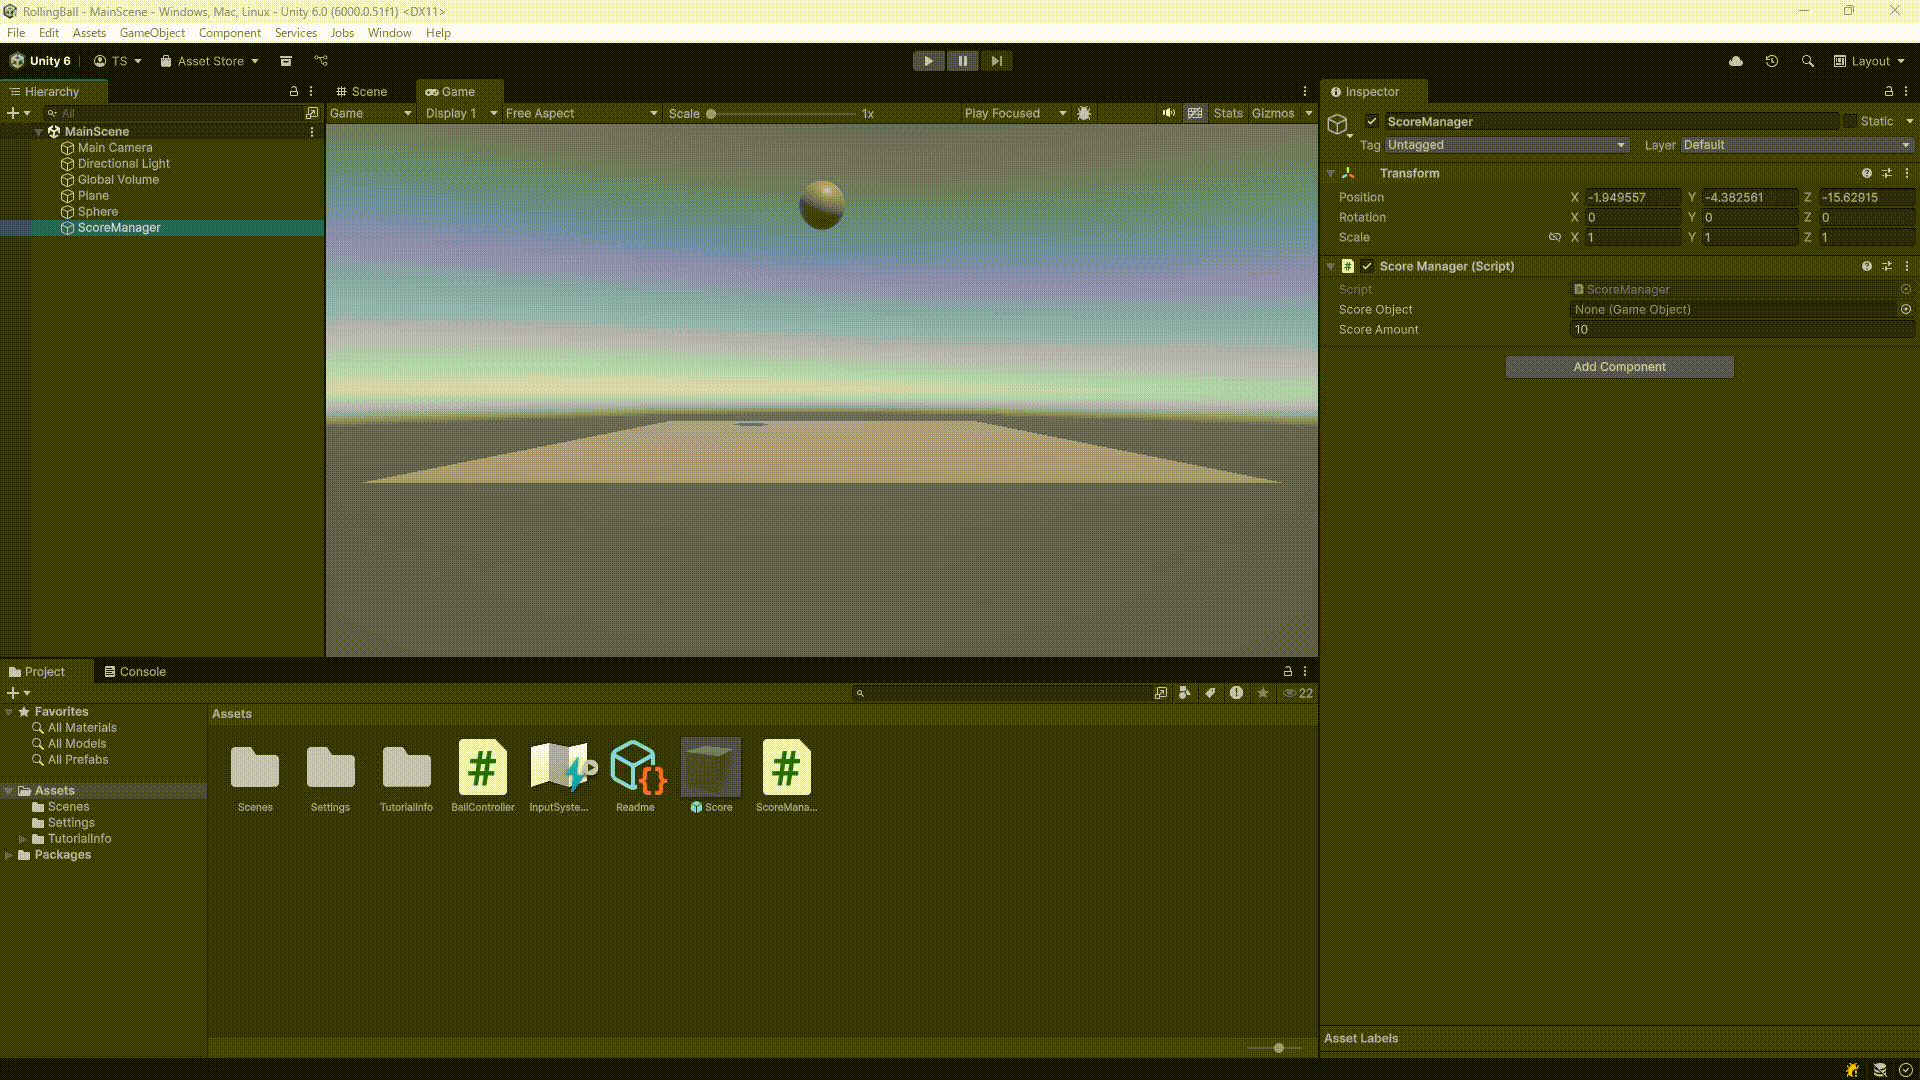 RollingBall - MainScene - Windows, Mac, Linux - Unity 6.0 (6000.0.51f1) <DX11>
File Edit Assets GameObject Component Services Jobs Window Help
Unity 6 TS Asset Store Layout
Hierarchy
All
MainScene
Main Camera
Directional Light
Global Volume
Plane
Sphere
ScoreManager
Scene Game
Game Display 1 Free Aspect Scale 1x Play Focused Stats Gizmos
Inspector
ScoreManager Static
Tag Untagged Layer Default
Transform
Position X -1.949557 Y -4.382561 Z -15.62915
Rotation X 0 Y 0 Z 0
Scale X 1 Y 1 Z 1
# Score Manager (Script)
Script ScoreManager
Score Object None (Game Object)
Score Amount 10
Add Component
Project Console
22
Favorites
All Materials
All Models
All Prefabs
Assets
Scenes
Settings
TutorialInfo
Packages
Assets
# {} #
Scenes Settings TutorialInfo BallController InputSyste... Readme Score ScoreMana...
Asset Labels